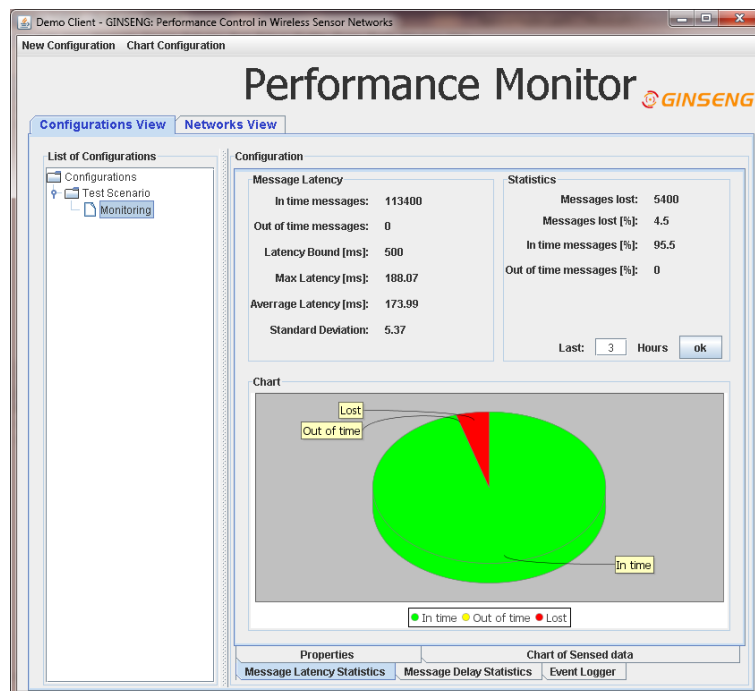 Demo Client - GINSENG: Performance Control in Wireless Sensor Networks
New Configuration Chart Configuration
Performance Monitor GINSENG
Configurations View Networks View
List of Configurations
Configurations
Test Scenario
Monitoring
Configuration
Message Latency
In time messages: 113400
Out of time messages: 0
Latency Bound [ms]: 500
Max Latency [ms]: 188.07
Averrage Latency [ms]: 173.99
Standard Deviation: 5.37
Statistics
Messages lost: 5400
Messages lost [%]: 4.5
In time messages [%]: 95.5
Out of time messages [%]: 0
Last: 3 Hours ok
Chart
Lost
Out of time
In time
In time Out of time Lost
Properties Chart of Sensed data
Message Latency Statistics Message Delay Statistics Event Logger